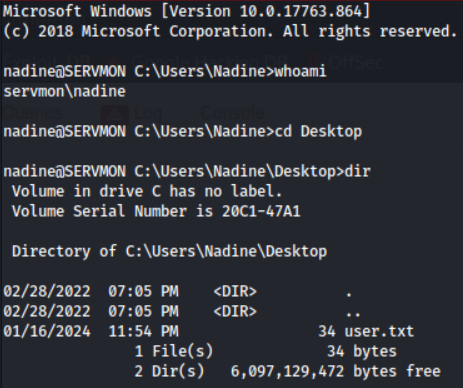 Microsoft Windows [Version 10.0.17763.864]
(c) 2018 Microsoft Corporation. All rights reserved.
nadine@SERVMON C:\Users\Nadine>whoami
servmon\nadine
nadine@SERVMON C:\Users\Nadine>cd Desktop
nadine@SERVMON C:\Users\Nadine\Desktop>dir
 Volume in drive C has no label.
 Volume Serial Number is 20C1-47A1
 Directory of C:\Users\Nadine\Desktop
02/28/2022  07:05 PM    <DIR>          .
02/28/2022  07:05 PM    <DIR>          ..
01/16/2024  11:54 PM                34 user.txt
               1 File(s)             34 bytes
               2 Dir(s)   6,097,129,472 bytes free